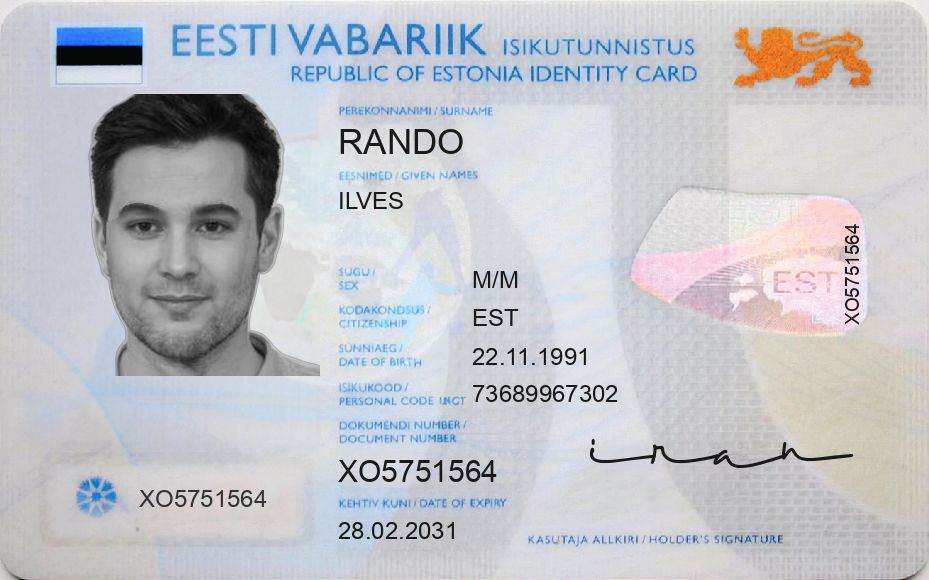 EESTI VABARIIK ISIKUTUNNISTUS
REPUBLIC OF ESTONIA IDENTITY CARD
PEREKONNANIMI / SURNAME
RANDO
EESNIMED / GIVEN NAMES
ILVES
SUGU /
SEX
M/M
KODAKONDSUS /
CITIZENSHIP
EST
SÜNNIAEG /
DATE OF BIRTH
22.11.1991
ISIKUKOOD /
PERSONAL CODE
73689967302
DOKUMENDI NUMBER /
DOCUMENT NUMBER
XO5751564
KEHTIV KUNI / DATE OF EXPIRY
28.02.2031
XO5751564
EST
XO5751564
KASUTAJA ALLKIRI / HOLDER'S SIGNATURE